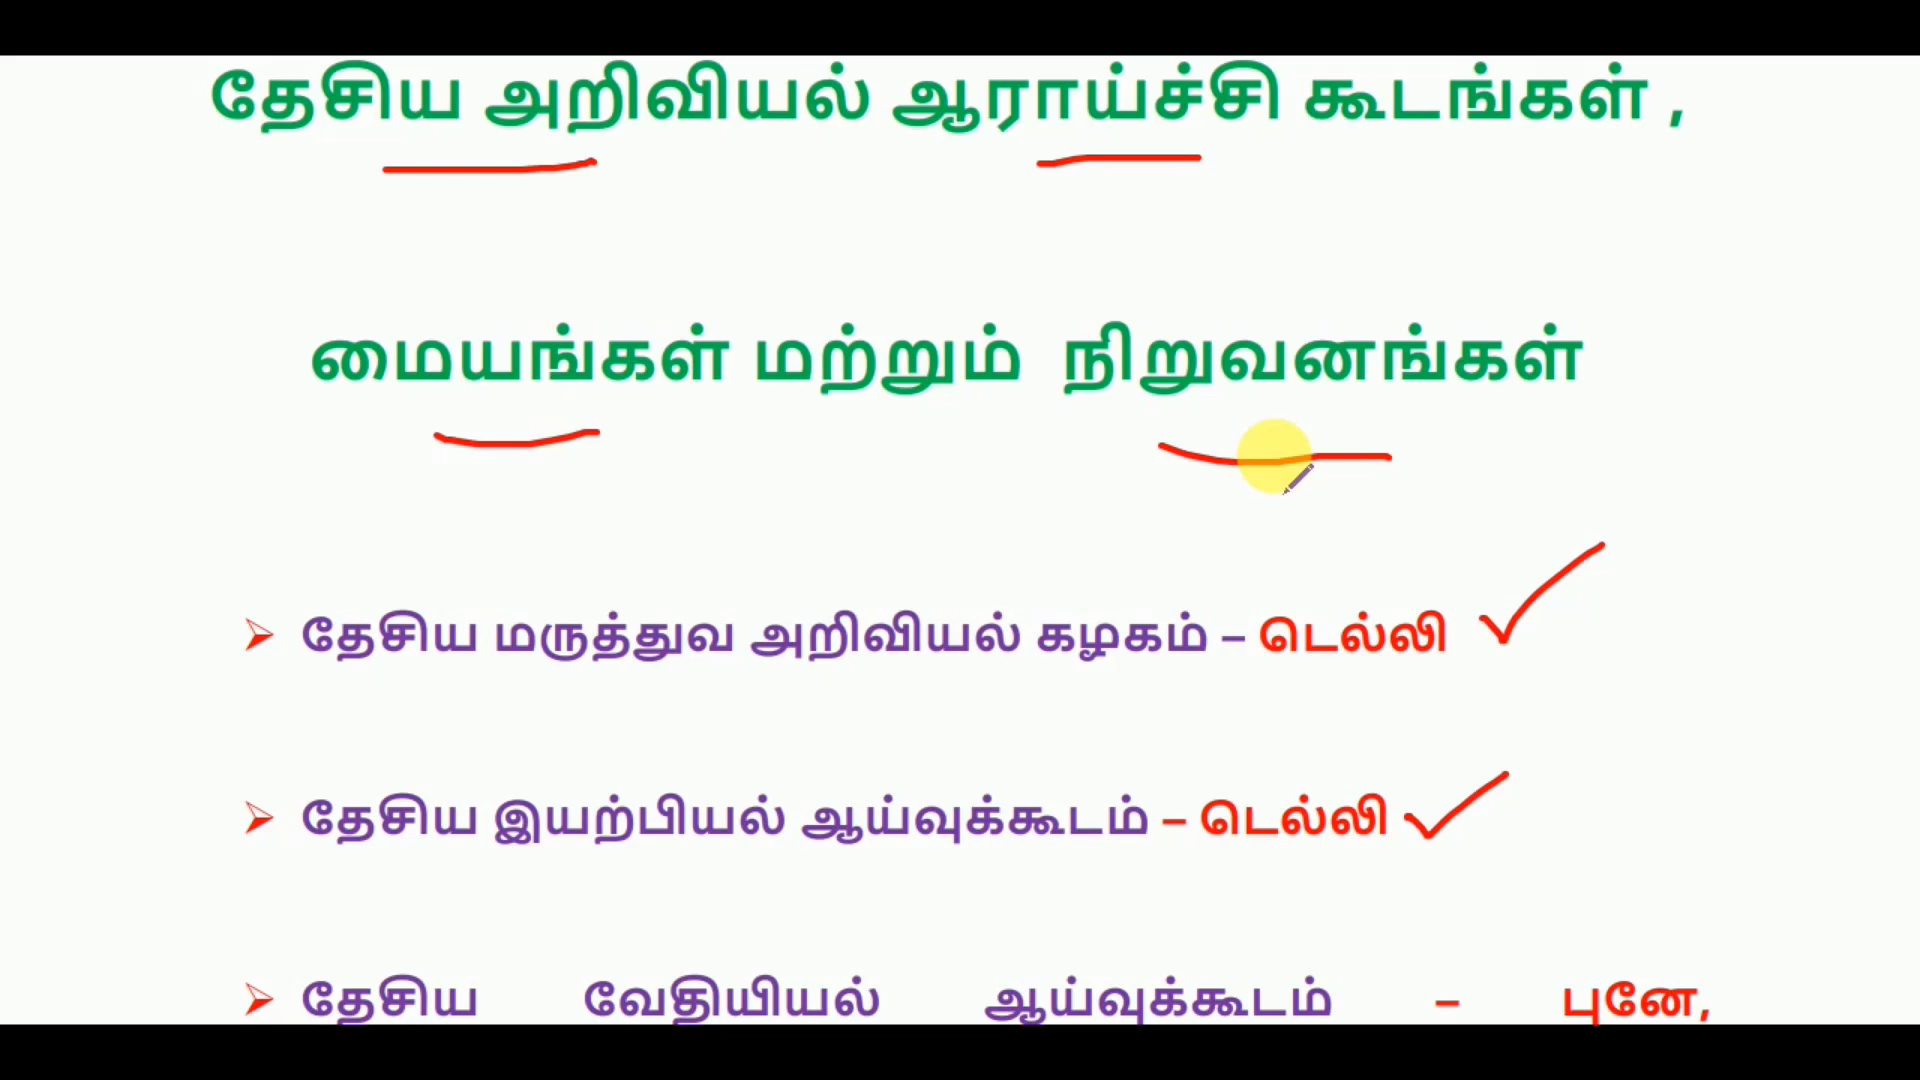 தேசிய அறிவியல் ஆராய்ச்சி கூடங்கள் ,
மையங்கள் மற்றும் நிறுவனங்கள்
➢ தேசிய மருத்துவ அறிவியல் கழகம் – டெல்லி
➢ தேசிய இயற்பியல் ஆய்வுக்கூடம் – டெல்லி
➢ தேசிய வேதியியல் ஆய்வுக்கூடம் – புனே,